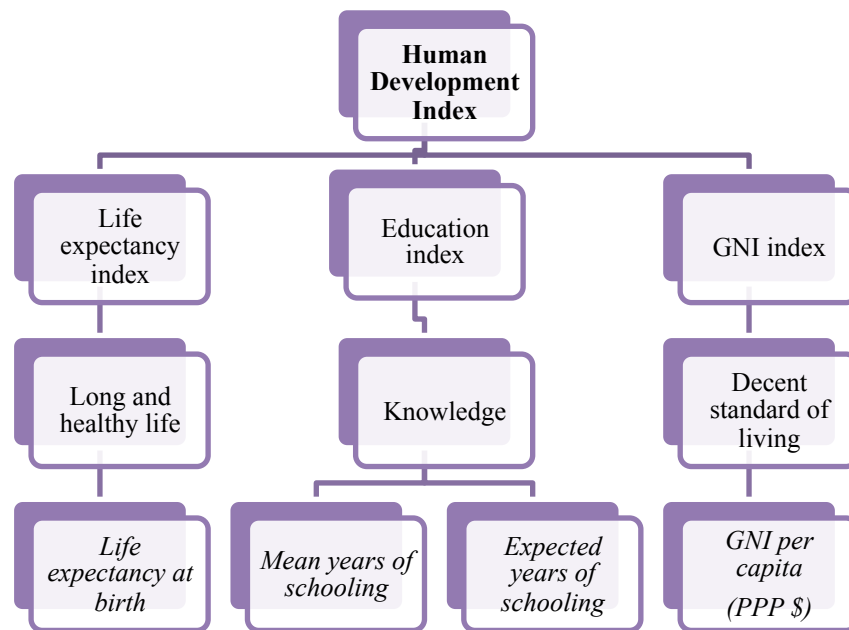 Human
Development
Index
Life
expectancy
index
Education
index
GNI index
Long and
healthy life
Knowledge
Decent
standard of
living
Life
expectancy at
birth
Mean years of
schooling
Expected
years of
schooling
GNI per
capita
(PPP $)